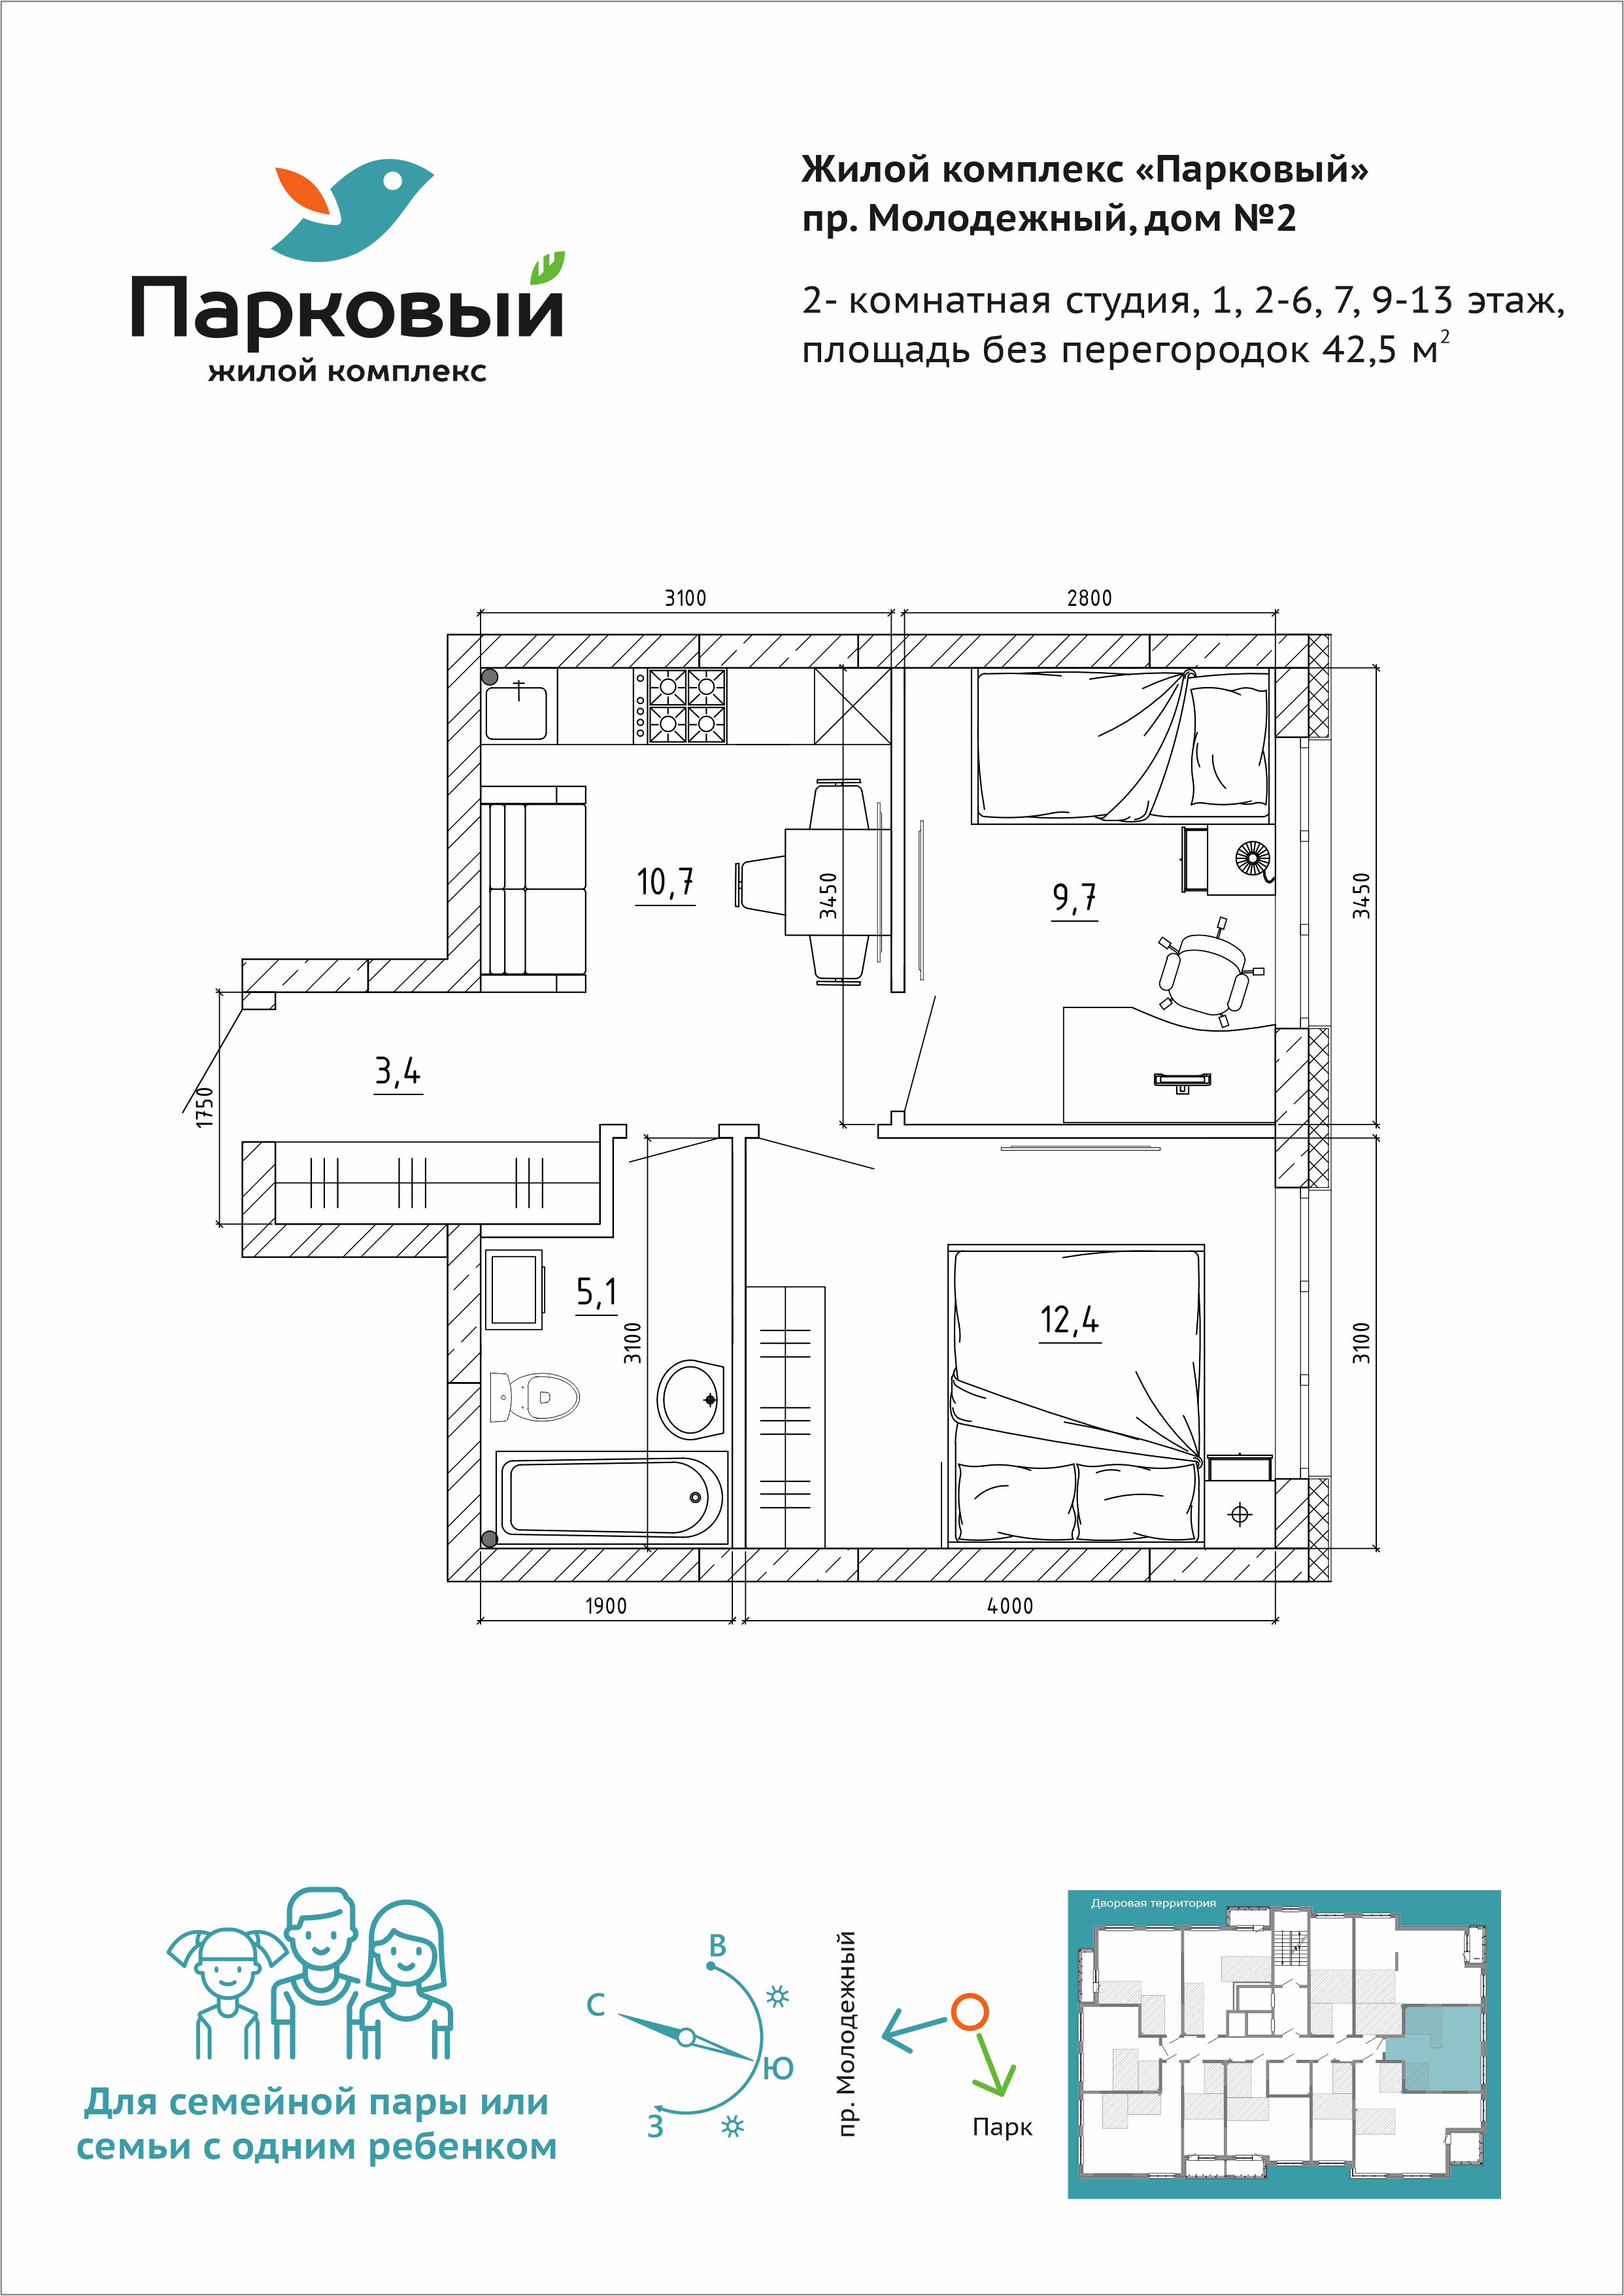 Парковый
жилой комплекс
Жилой комплекс «Парковый»
пр. Молодежный, дом №2
2- комнатная студия, 1, 2-6, 7, 9-13 этаж,
площадь без перегородок 42,5 м²
3100
2800
10,7
3450
9,7
3450
3,4
1750
5,1
3100
12,4
3100
1900
4000
Для семейной пары или
семьи с одним ребенком
В
С
Ю
З
пр. Молодежный
Парк
Дворовая территория